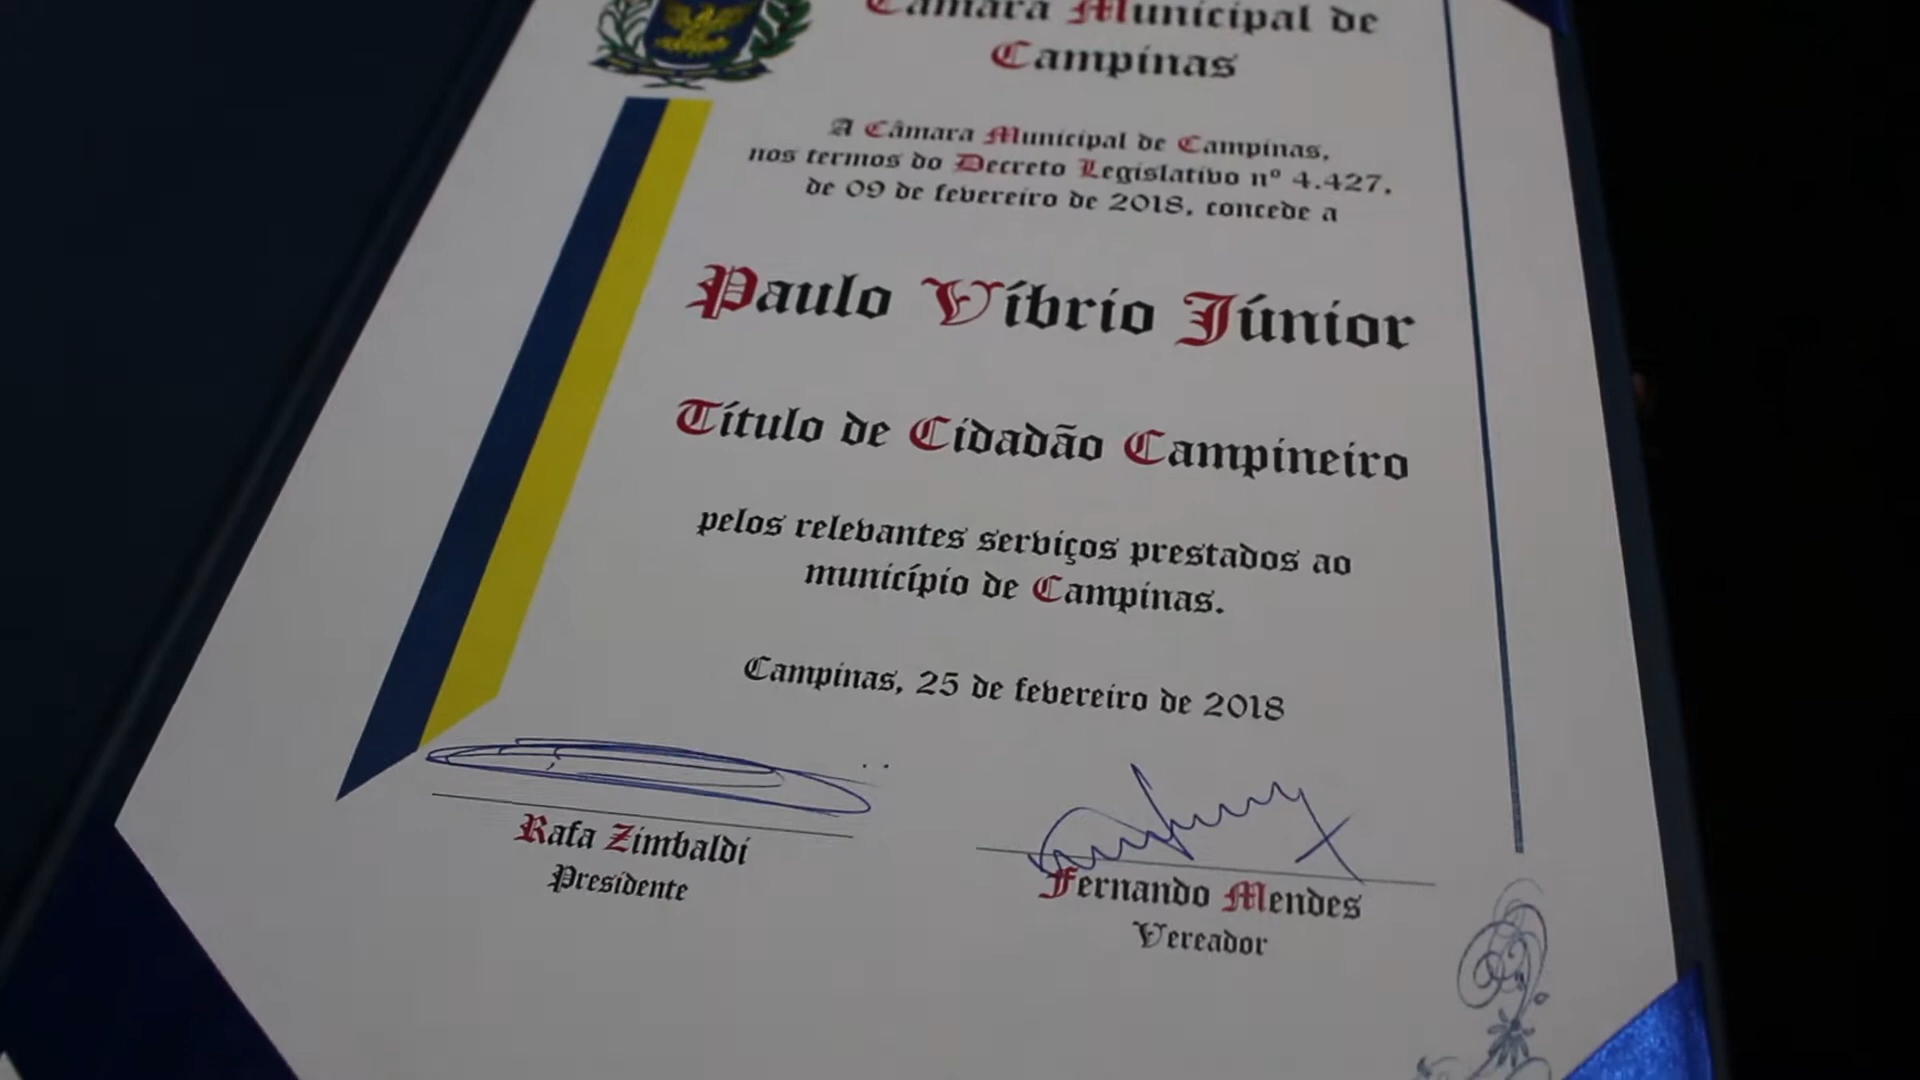 Câmara Municipal de
Campinas
A Câmara Municipal de Campinas,
nos termos do Decreto Legislativo nº 4.427,
de 09 de fevereiro de 2018, concede a
Paulo Víbrio Júnior
Título de Cidadão Campineiro
pelos relevantes serviços prestados ao
município de Campinas.
Campinas, 25 de fevereiro de 2018
Rafa Zimbaldi
Presidente
Fernando Mendes
Vereador